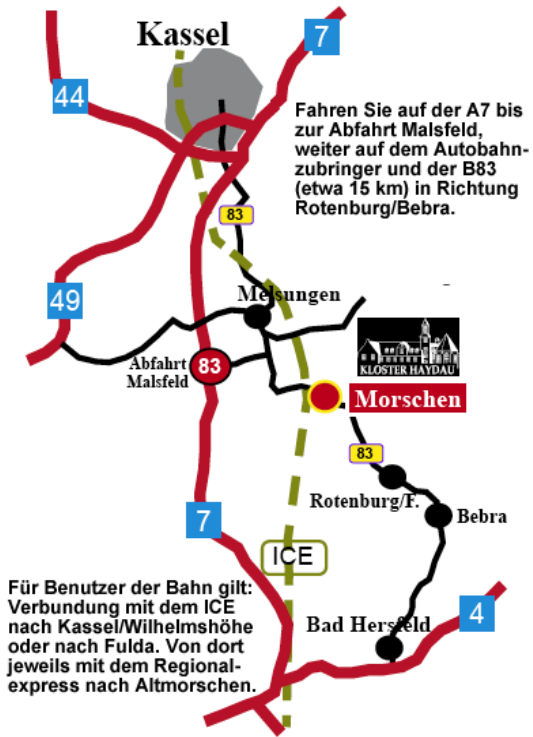 Kassel
7
44
Fahren Sie auf der A7 bis
zur Abfahrt Malsfeld,
weiter auf dem Autobahn-
zubringer und der B83
(etwa 15 km) in Richtung
Rotenburg/Bebra.
83
49
Melsungen
KLOSTER HAYDAU
Abfahrt
Malsfeld
83
Morschen
83
Rotenburg/F.
Bebra
7
ICE
Für Benutzer der Bahn gilt:
Verbundung mit dem ICE
nach Kassel/Wilhelmshöhe
oder nach Fulda. Von dort
jeweils mit dem Regional-
express nach Altmorschen.
Bad Hersfeld
4